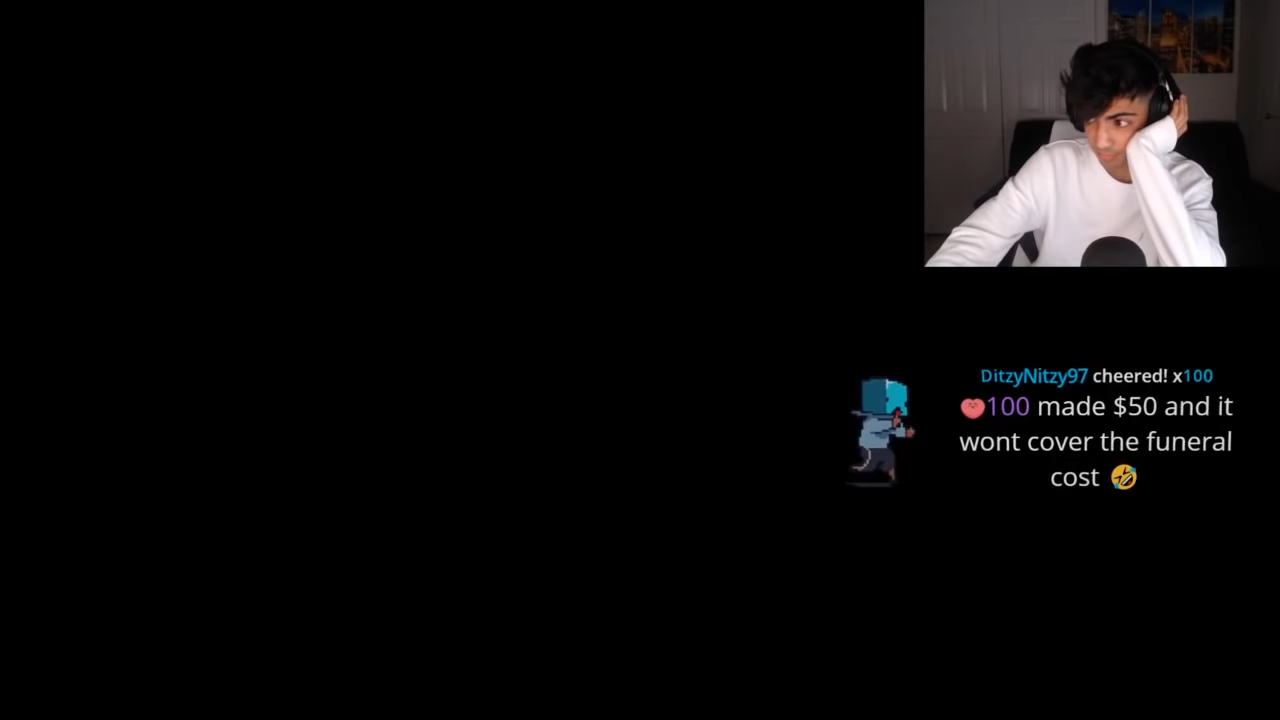 DitzyNitzy97 cheered! x100
100 made $50 and it
wont cover the funeral
cost 🤣